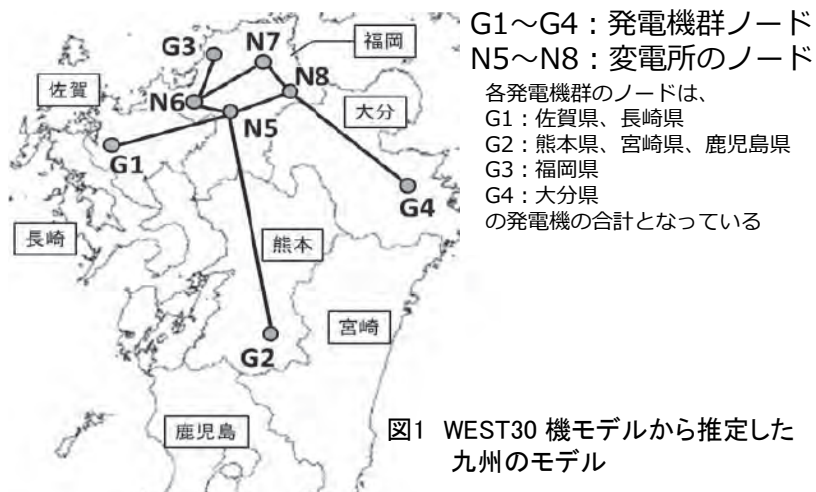 G1～G4：発電機群ノード
N5～N8：変電所のノード
各発電機群のノードは、
G1：佐賀県、長崎県
G2：熊本県、宮崎県、鹿児島県
G3：福岡県
G4：大分県
の発電機の合計となっている
G3
N7
福岡
N8
佐賀
N6
大分
N5
G1
G4
長崎
熊本
宮崎
G2
鹿児島
図1 WEST30 機モデルから推定した
九州のモデル